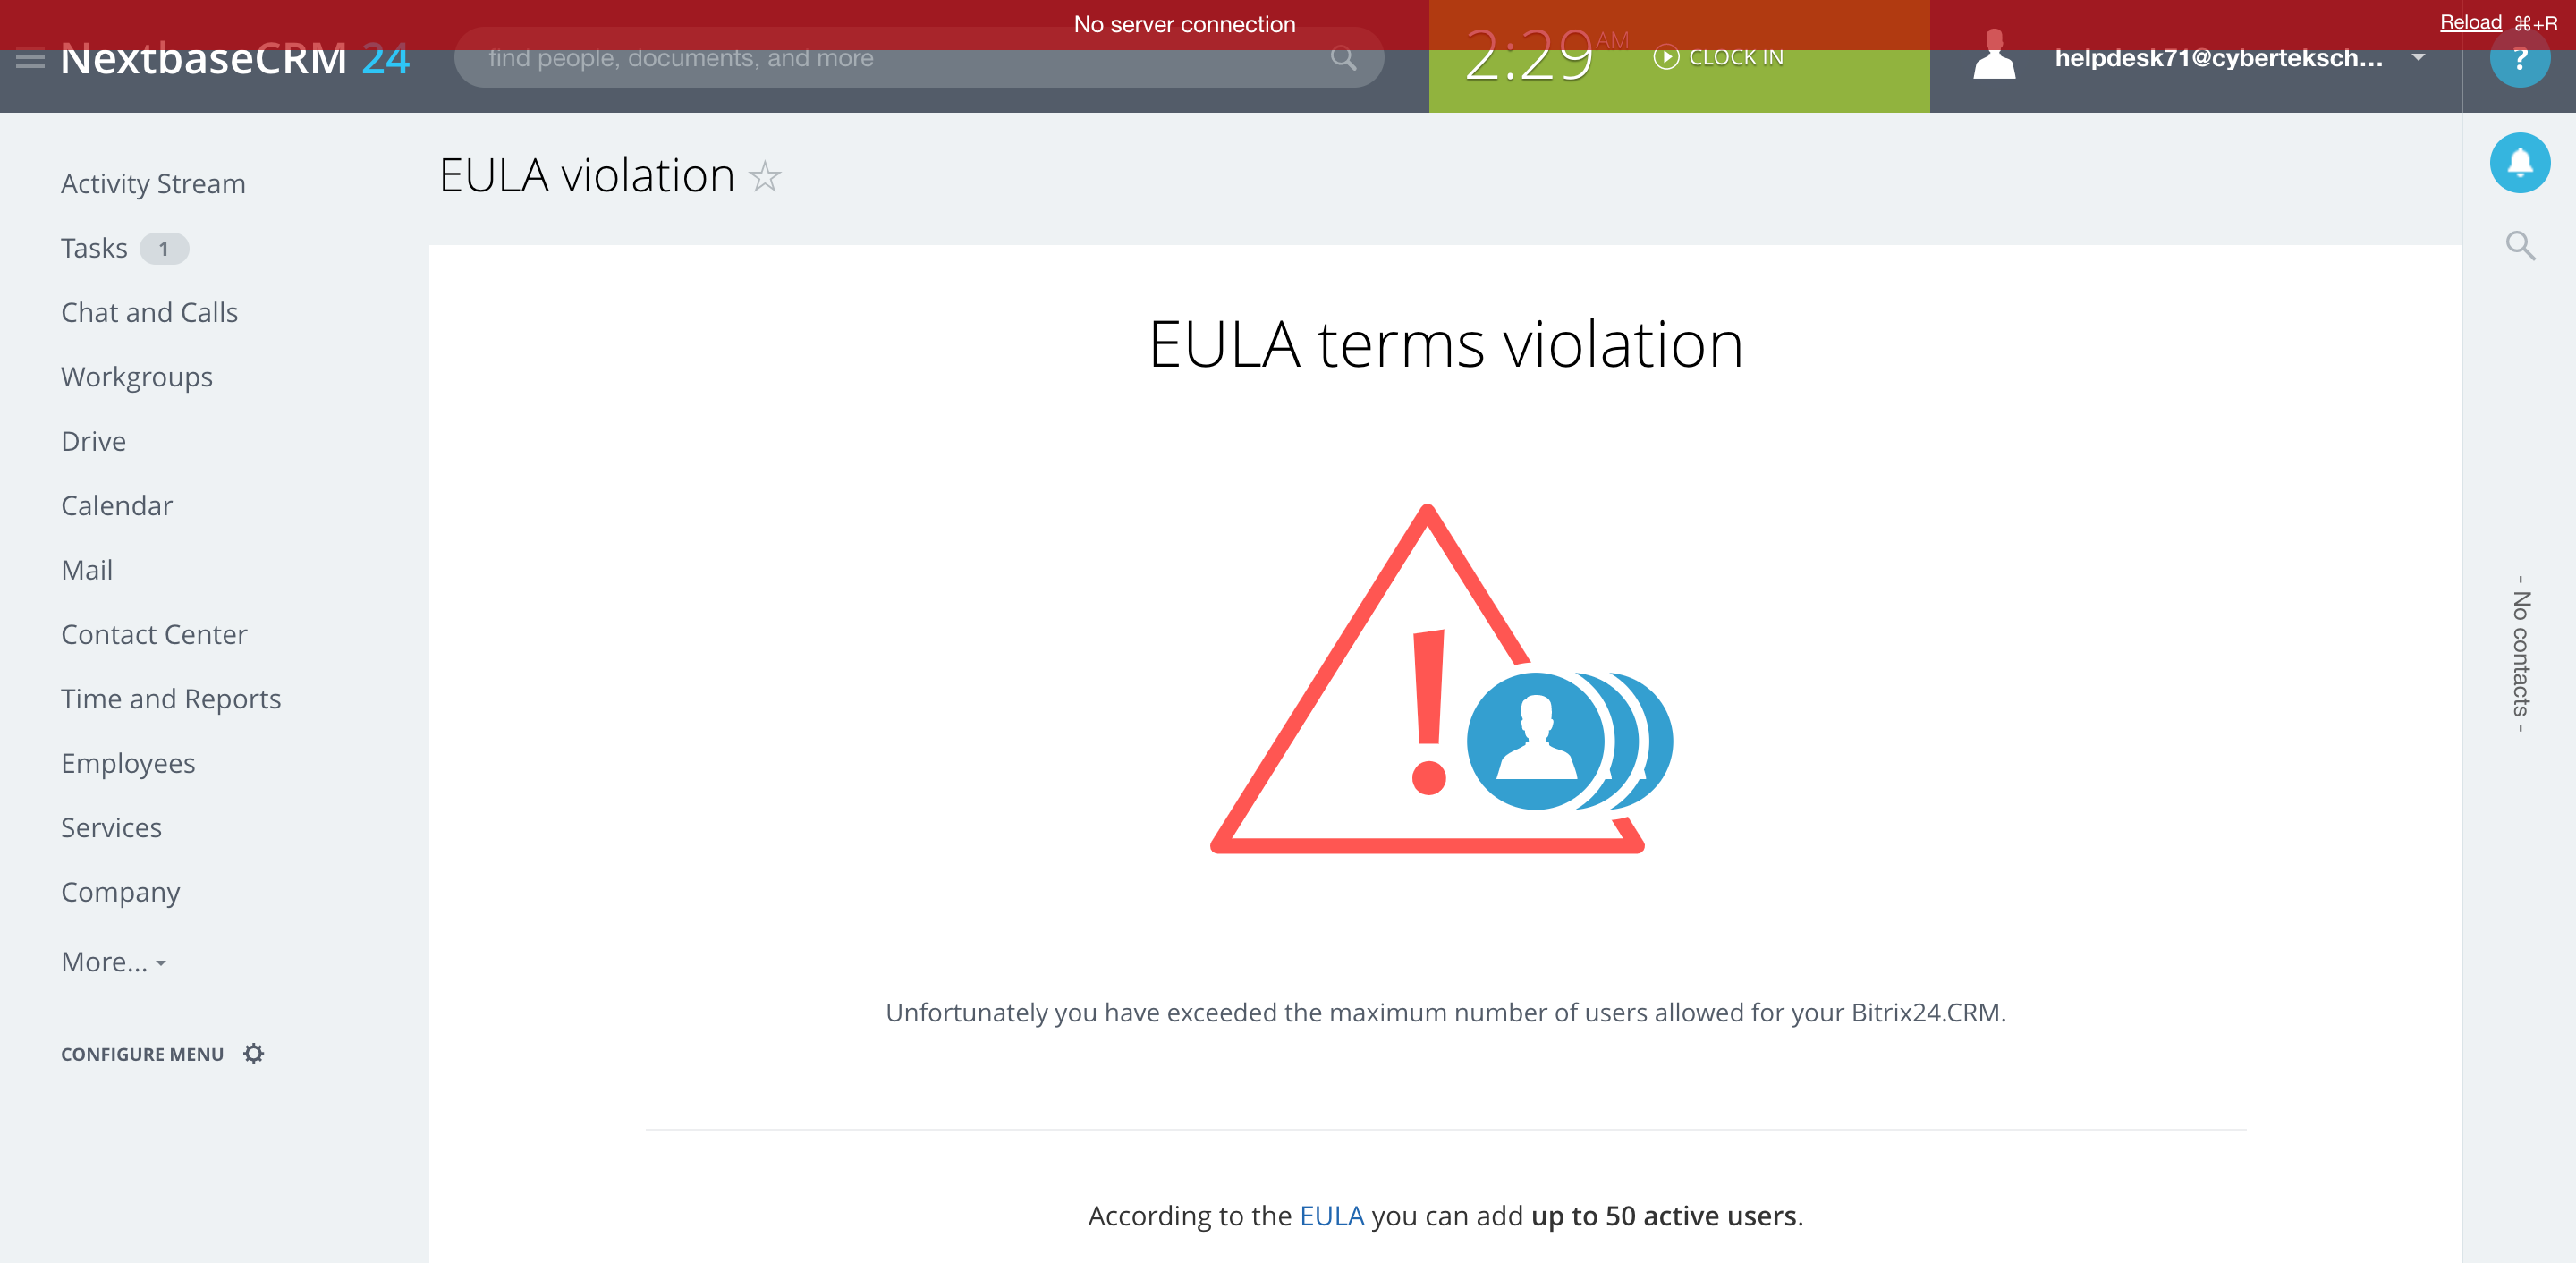 No server connection
Reload ⌘+R
NextbaseCRM 24
find people, documents, and more
2:29 AM
CLOCK IN
helpdesk71@cyberteksch...
?
EULA violation
Activity Stream
Tasks 1
Chat and Calls
Workgroups
Drive
Calendar
Mail
Contact Center
Time and Reports
Employees
Services
Company
More...
CONFIGURE MENU
EULA terms violation
!
Unfortunately you have exceeded the maximum number of users allowed for your Bitrix24.CRM.
According to the EULA you can add up to 50 active users.
- No contacts -